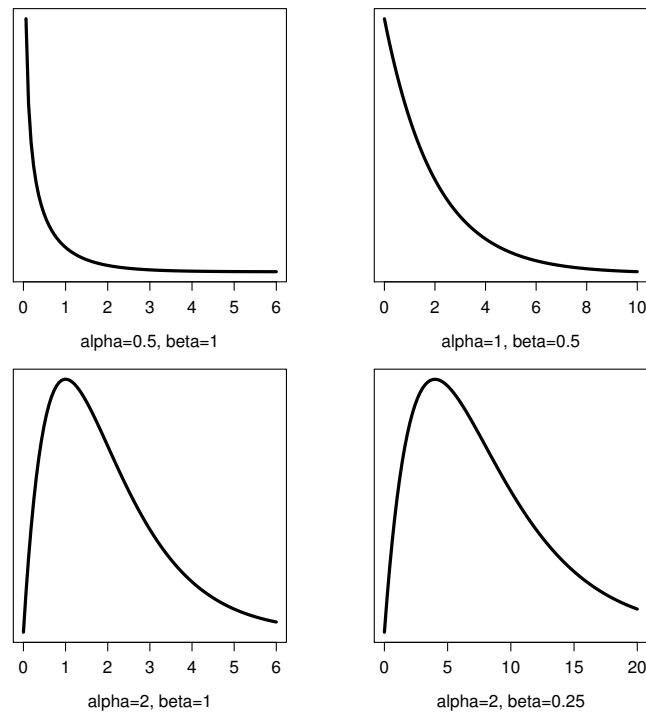 0 1 2 3 4 5 6
alpha=0.5, beta=1
0 2 4 6 8 10
alpha=1, beta=0.5
0 1 2 3 4 5 6
alpha=2, beta=1
0 5 10 15 20
alpha=2, beta=0.25